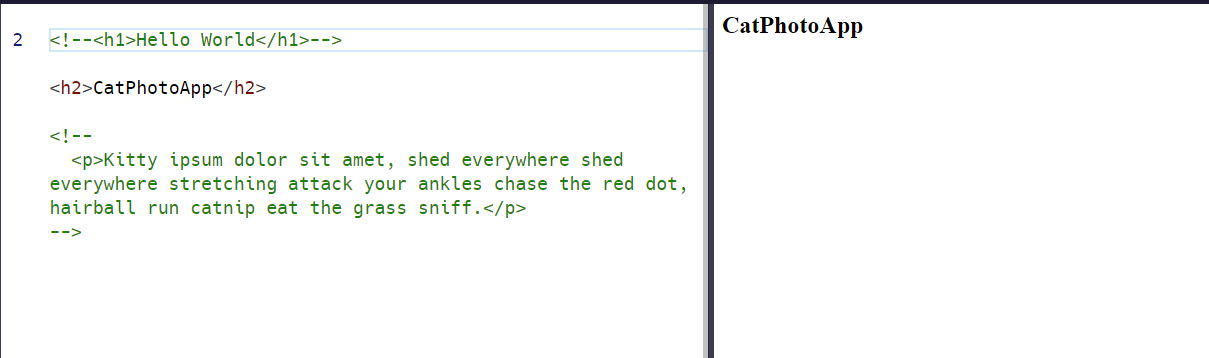 2 <!--<h1>Hello World</h1>-->
<h2>CatPhotoApp</h2>
<!--
<p>Kitty ipsum dolor sit amet, shed everywhere shed
everywhere stretching attack your ankles chase the red dot,
hairball run catnip eat the grass sniff.</p>
-->
CatPhotoApp